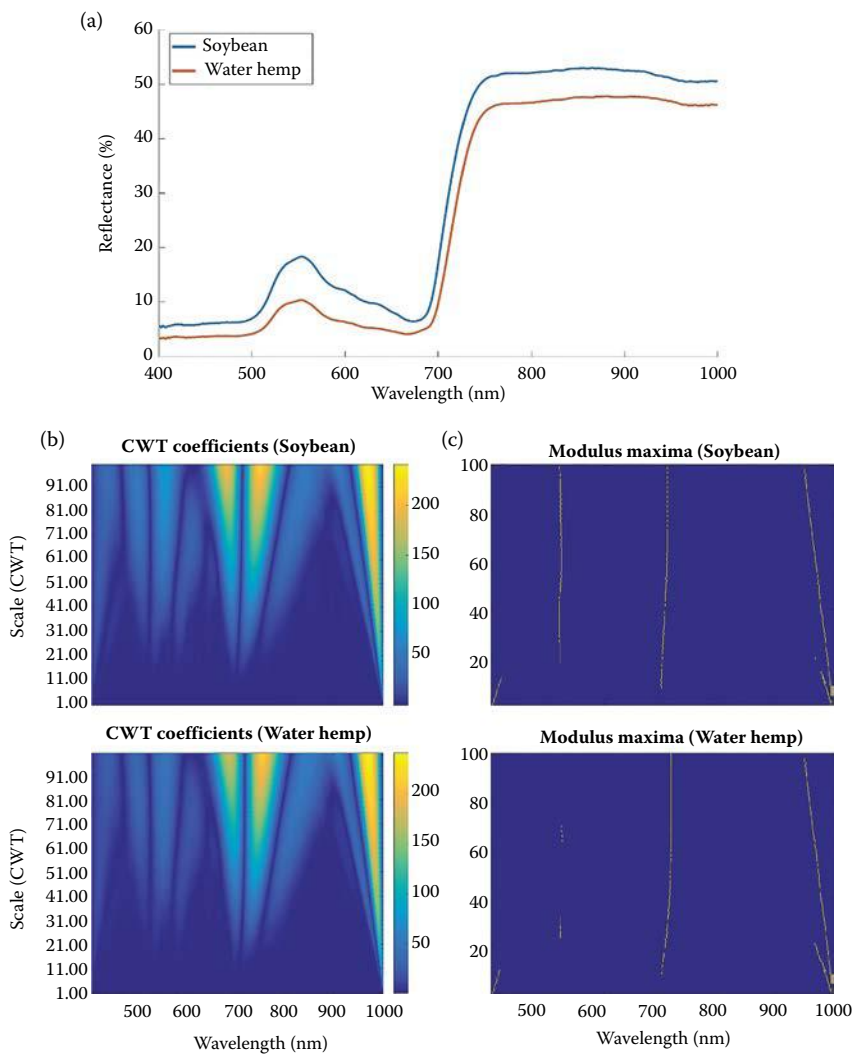 (a)
60
50
40
30
20
10
0
Reflectance (%)
Soybean
Water hemp
400 500 600 700 800 900 1000
Wavelength (nm)
(b)
CWT coefficients (Soybean)
91.00
81.00
71.00
61.00
51.00
41.00
31.00
21.00
11.00
1.00
Scale (CWT)
200
150
100
50
(c)
Modulus maxima (Soybean)
100
80
60
40
20
CWT coefficients (Water hemp)
91.00
81.00
71.00
61.00
51.00
41.00
31.00
21.00
11.00
1.00
Scale (CWT)
500 600 700 800 900 1000
Wavelength (nm)
200
150
100
50
Modulus maxima (Water hemp)
100
80
60
40
20
500 600 700 800 900 1000
Wavelength (nm)